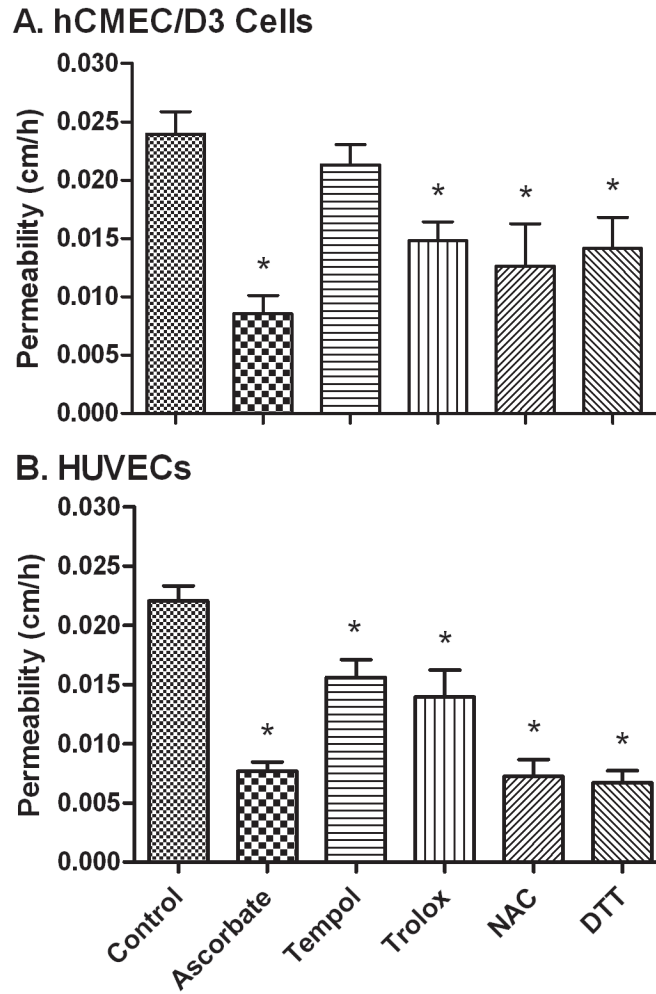 A. hCMEC/D3 Cells
Permeability (cm/h)
0.030
0.025
0.020
0.015
0.010
0.005
0.000
*
*
*
*
B. HUVECs
Permeability (cm/h)
0.030
0.025
0.020
0.015
0.010
0.005
0.000
*
*
*
*
*
Control
Ascorbate
Tempol
Trolox
NAC
DTT